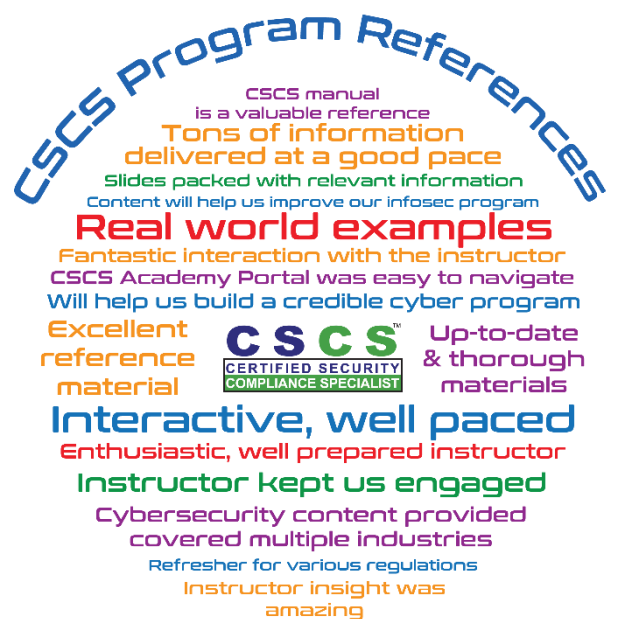 CSCS Program References
CSCS manual
is a valuable reference
Tons of information
delivered at a good pace
Slides packed with relevant information
Content will help us improve our infosec program
Real world examples
Fantastic interaction with the instructor
CSCS Academy Portal was easy to navigate
Will help us build a credible cyber program
Excellent
reference
material
CSCS™
CERTIFIED SECURITY
COMPLIANCE SPECIALIST
Up-to-date
& thorough
materials
Interactive, well paced
Enthusiastic, well prepared instructor
Instructor kept us engaged
Cybersecurity content provided
covered multiple industries
Refresher for various regulations
Instructor insight was
amazing